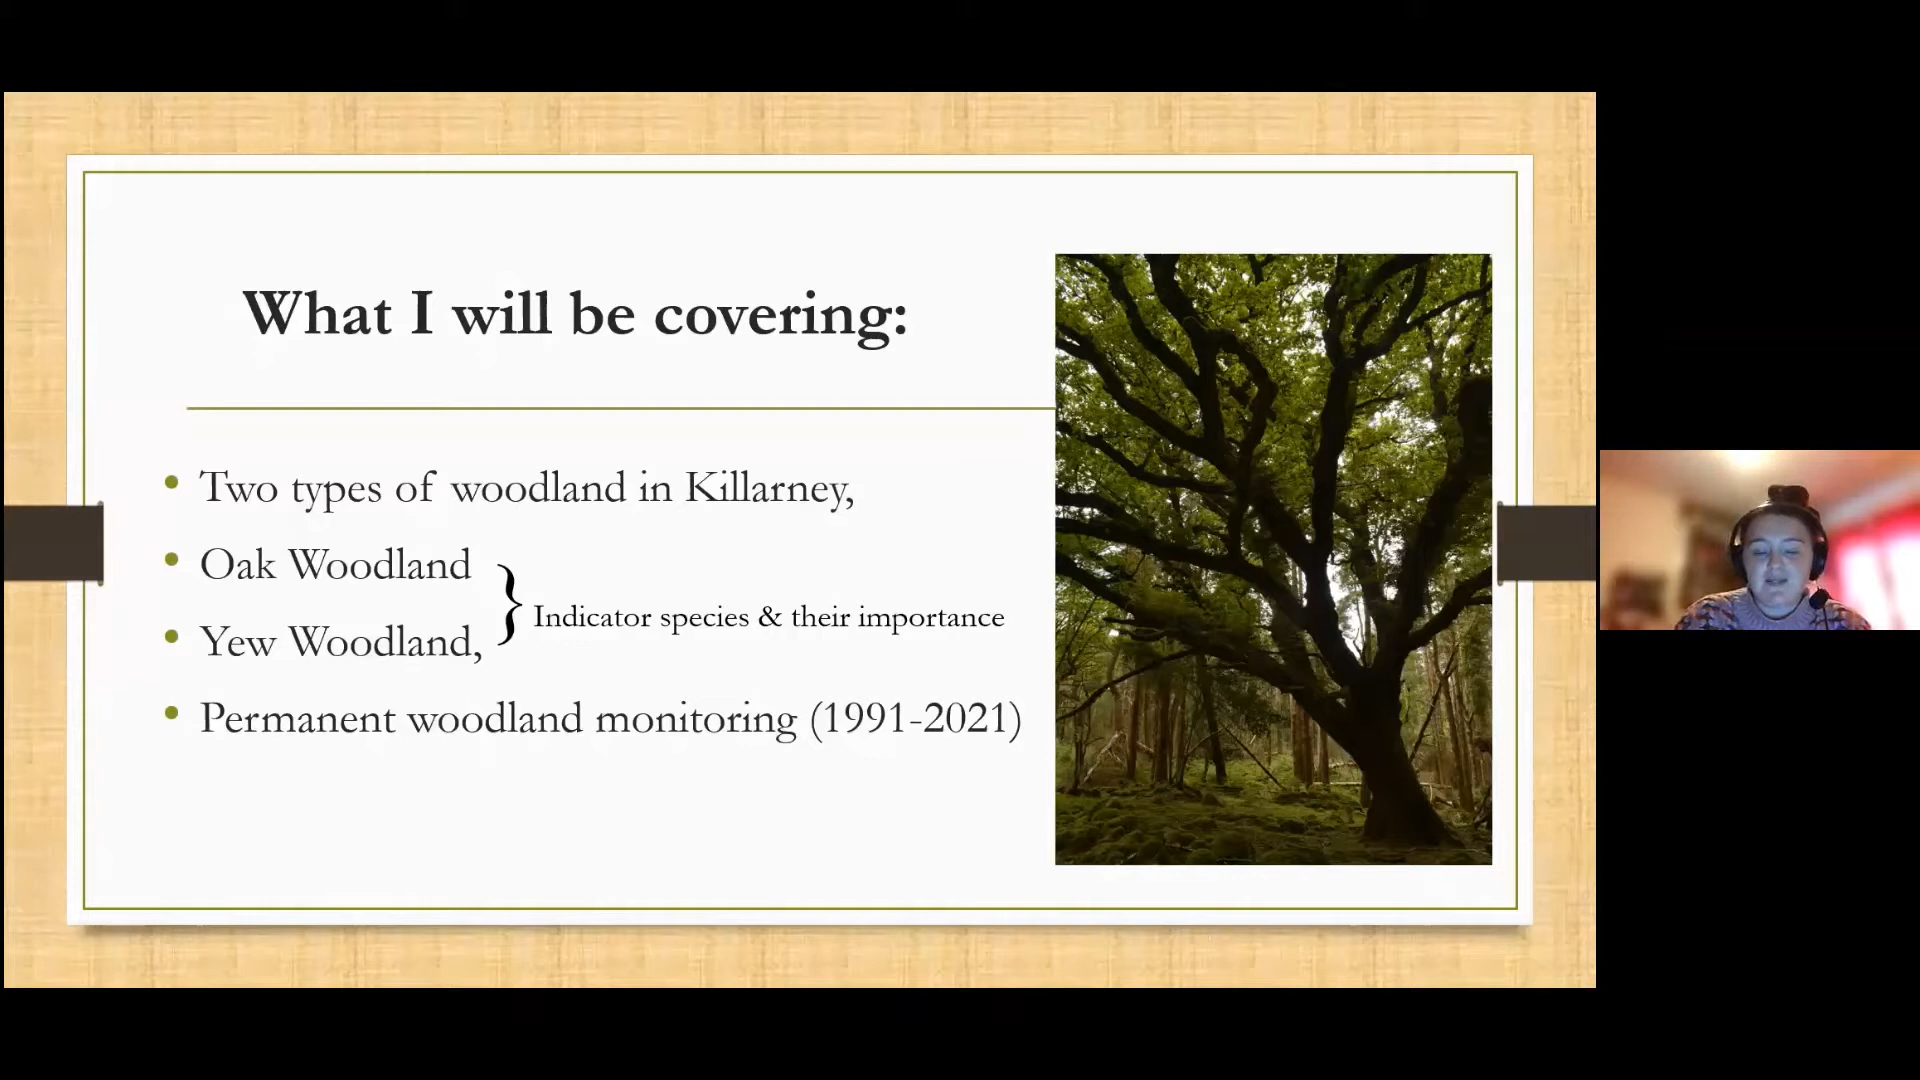 What I will be covering:
• Two types of woodland in Killarney,
• Oak Woodland
• Yew Woodland,
} Indicator species & their importance
• Permanent woodland monitoring (1991-2021)